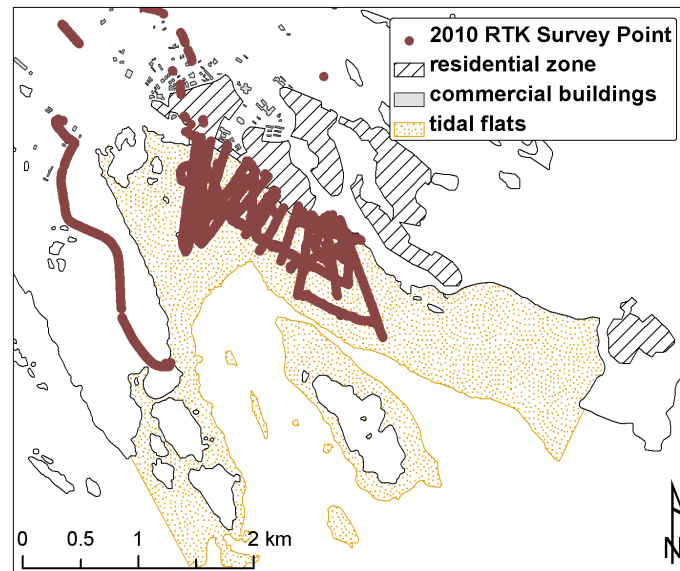 2010 RTK Survey Point
residential zone
commercial buildings
tidal flats
0 0.5 1 2 km
N